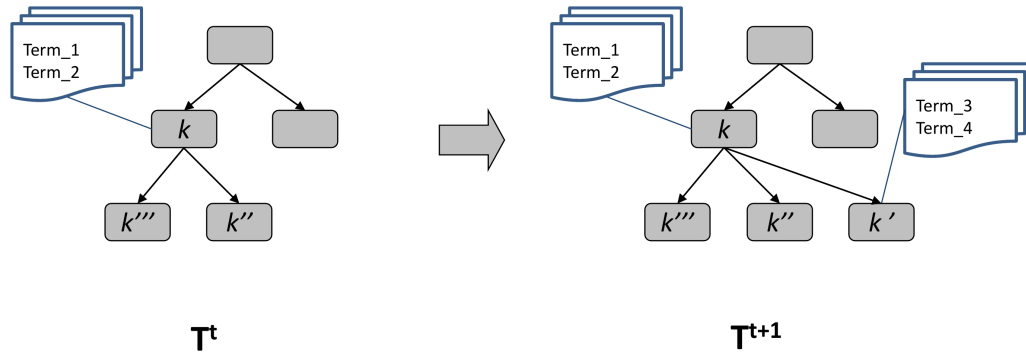 Term_1
Term_2
k
k''''
k''
T^t
Term_1
Term_2
Term_3
Term_4
k
k''''
k''
k'
T^t+1